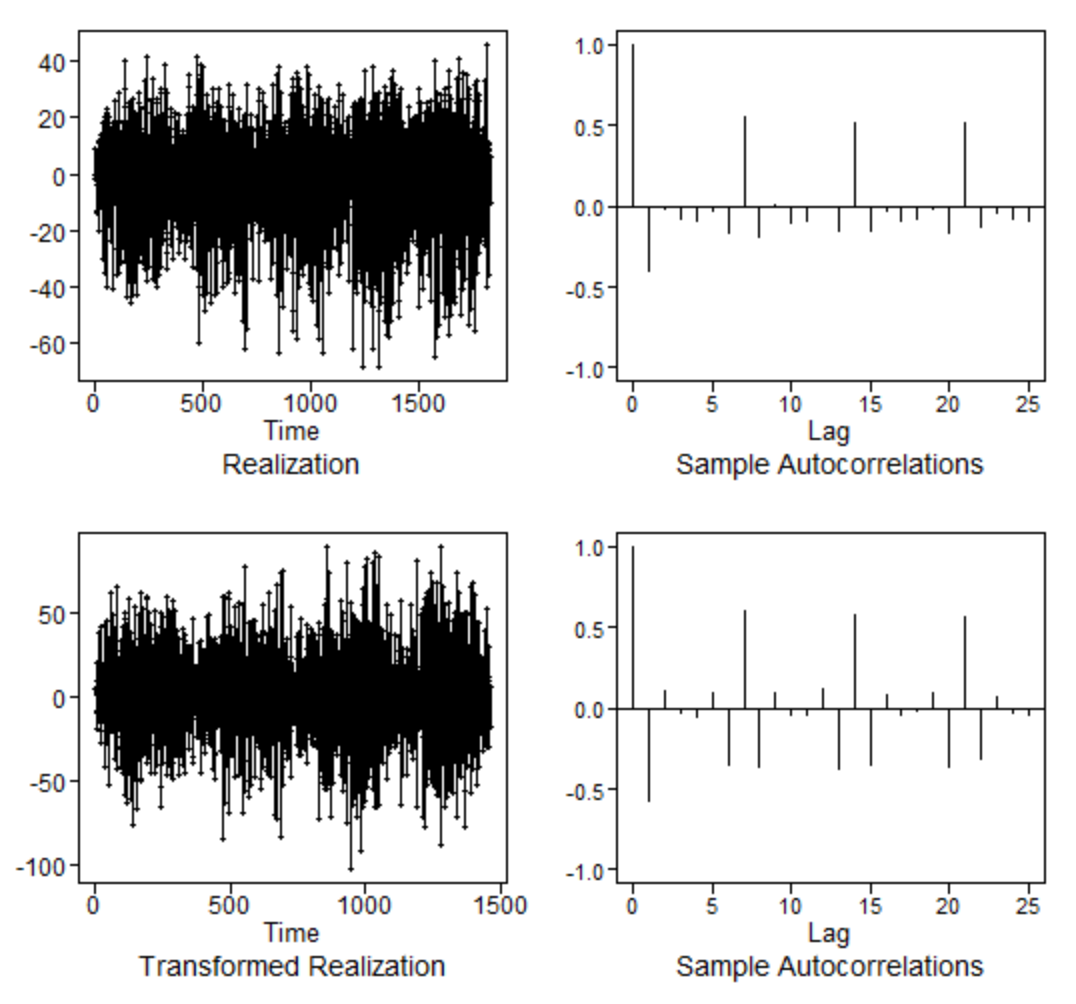 40
20
0
-20
-40
-60
0 500 1000 1500
Time
Realization
1.0
0.5
0.0
-0.5
-1.0
0 5 10 15 20 25
Lag
Sample Autocorrelations
50
0
-50
-100
0 500 1000 1500
Time
Transformed Realization
1.0
0.5
0.0
-0.5
-1.0
0 5 10 15 20 25
Lag
Sample Autocorrelations